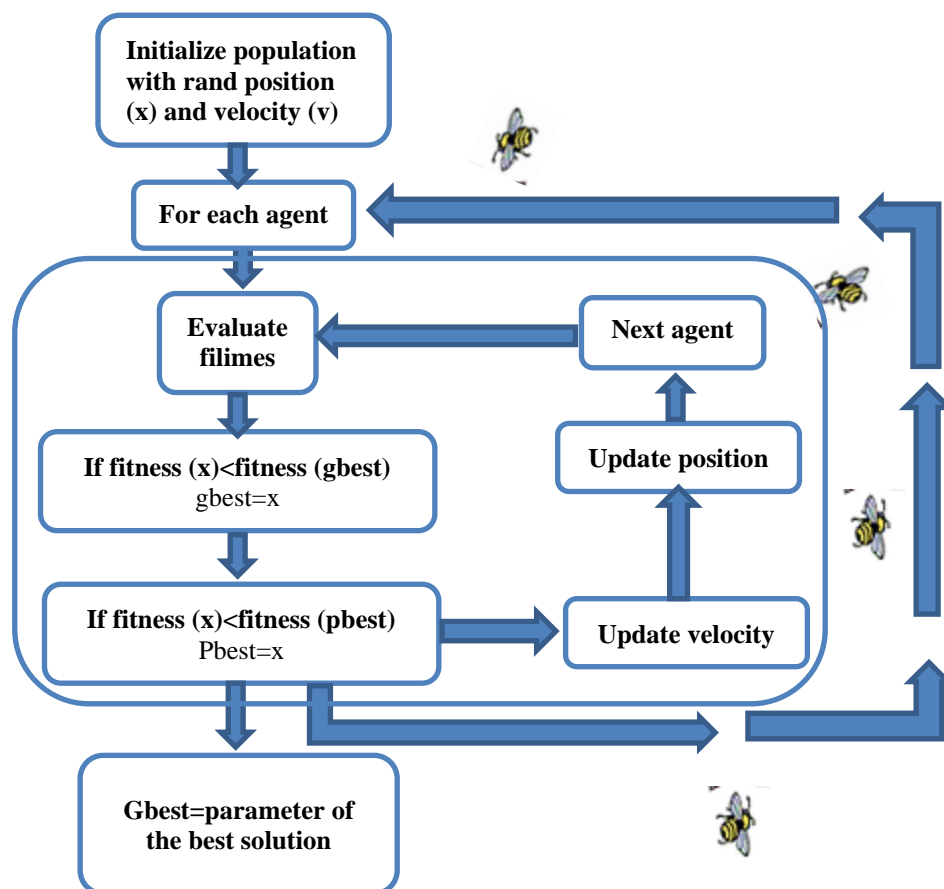 Initialize population
with rand position
(x) and velocity (v)
For each agent
Evaluate
filimes
Next agent
If fitness (x)<fitness (gbest)
gbest=x
Update position
If fitness (x)<fitness (pbest)
Pbest=x
Update velocity
Gbest=parameter of
the best solution